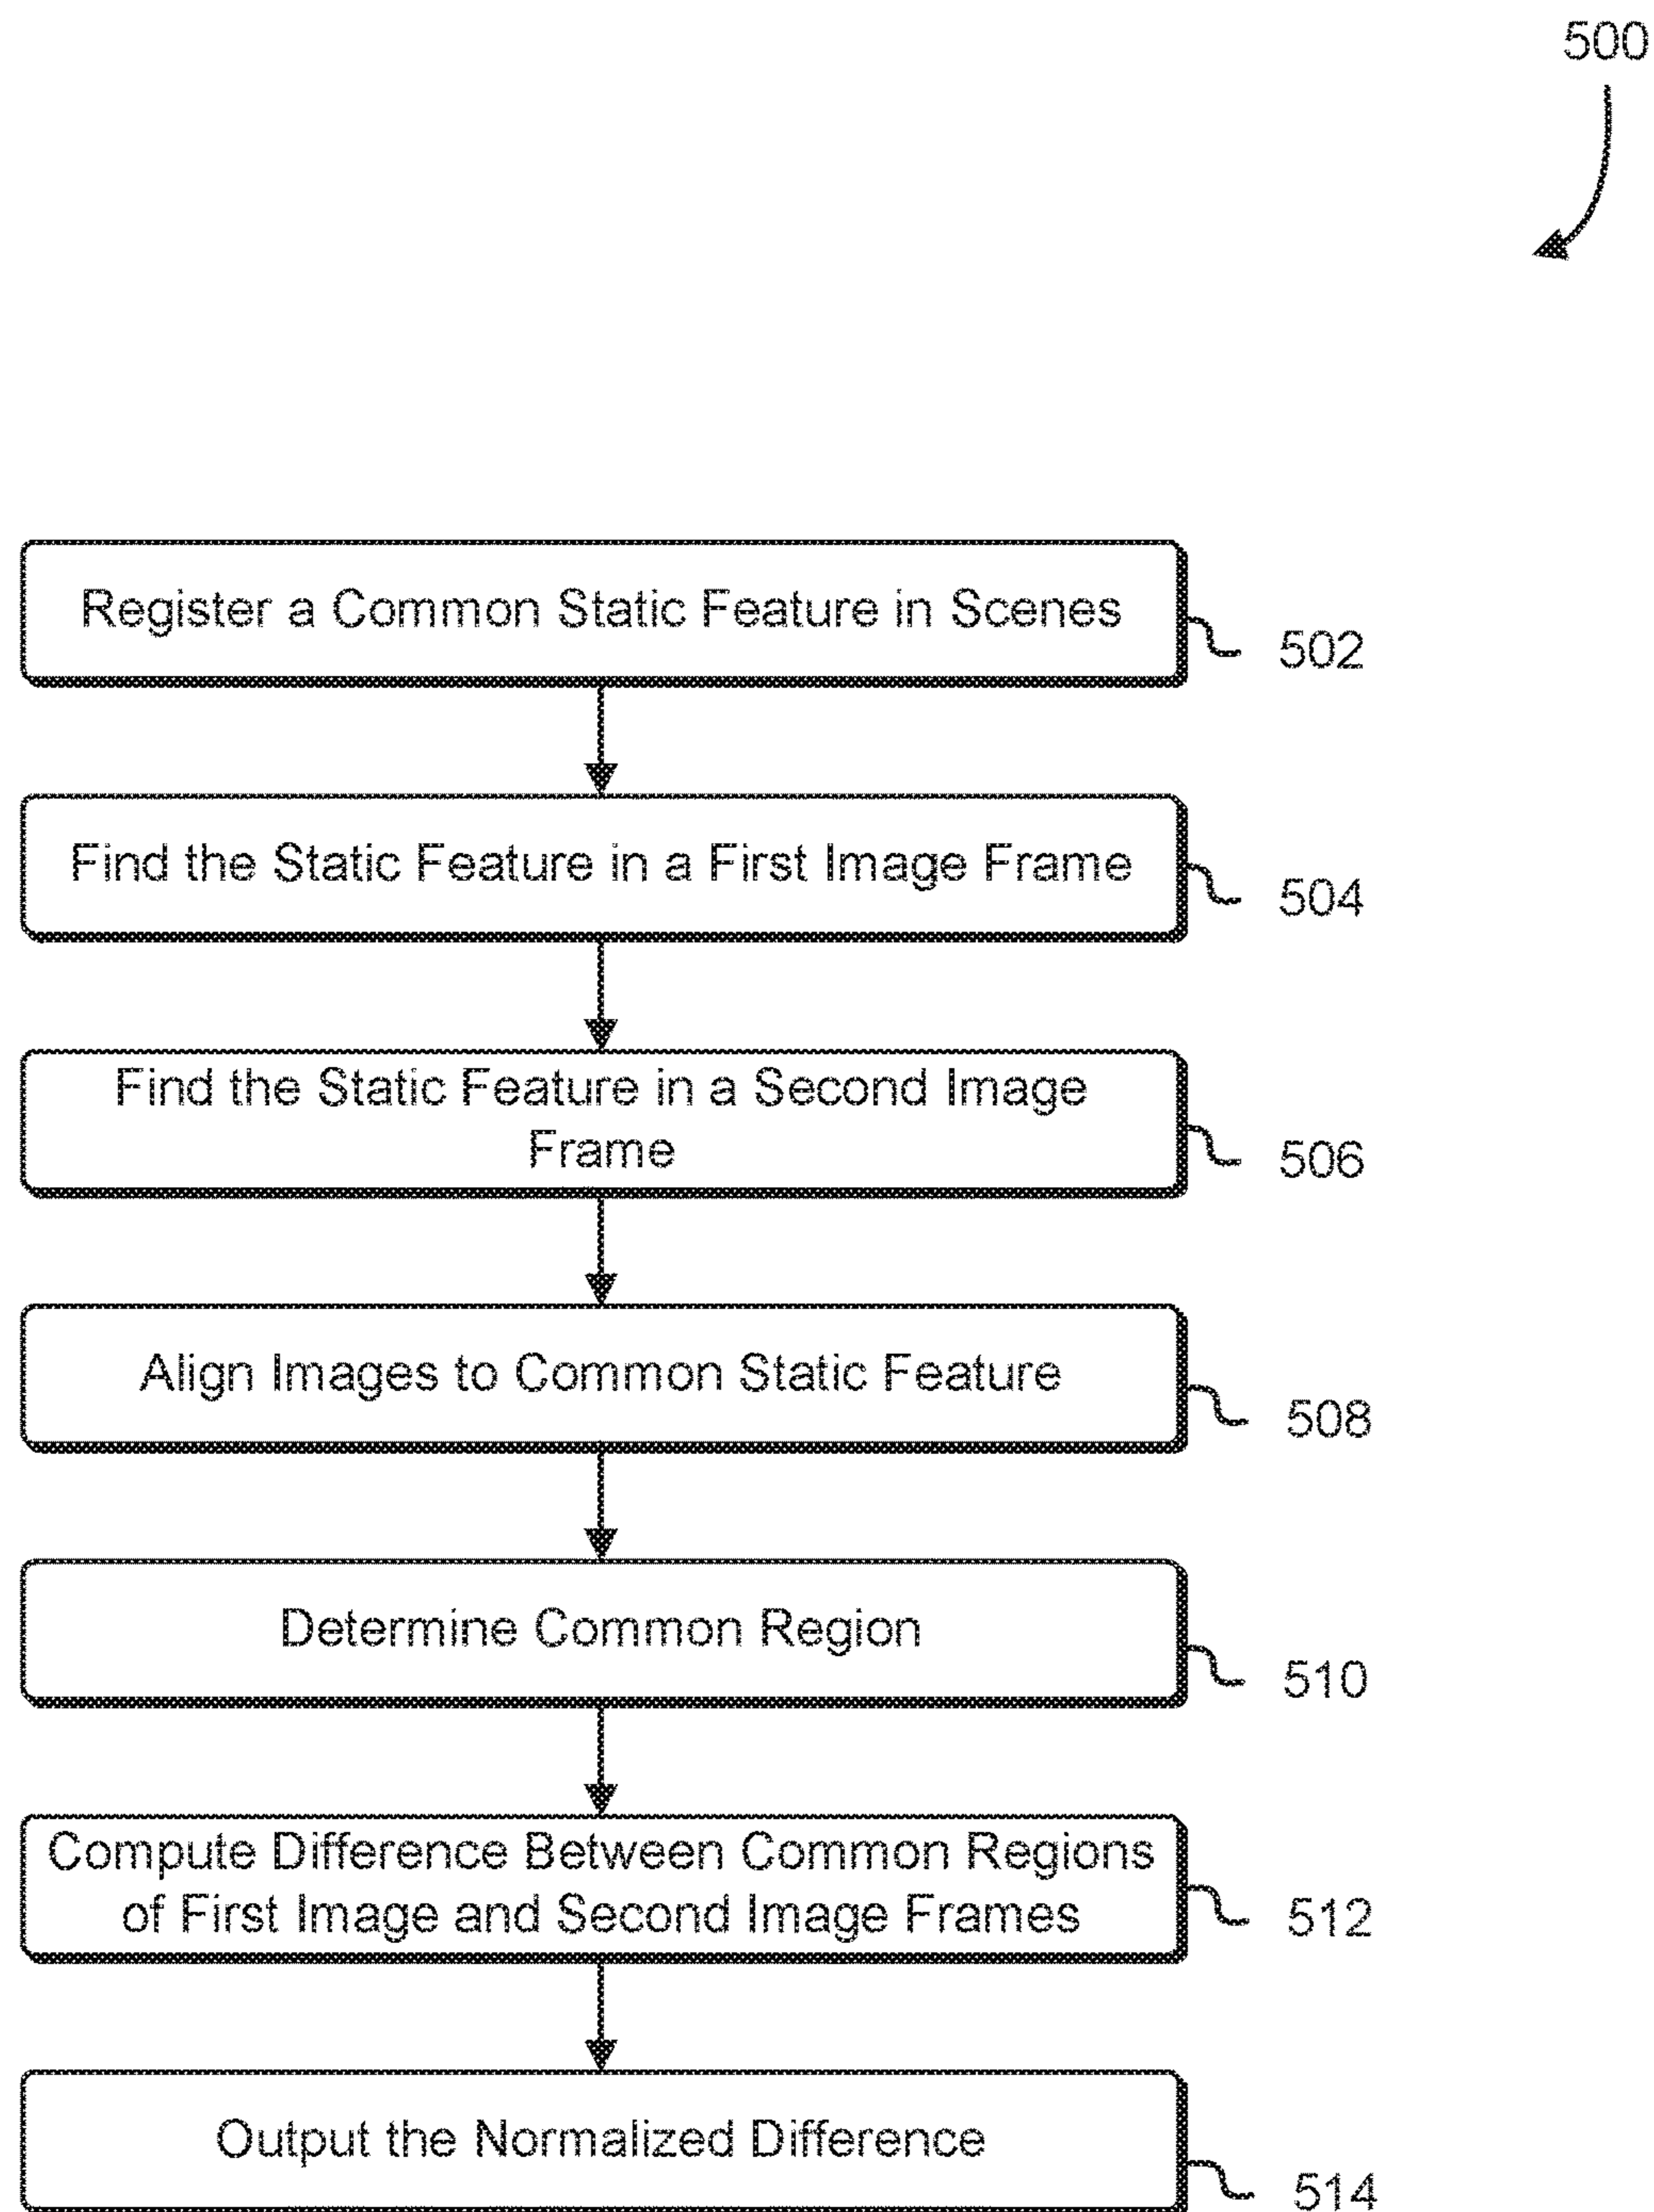 500
Register a Common Static Feature in Scenes
502
Find the Static Feature in a First Image Frame
504
Find the Static Feature in a Second Image
Frame
506
Align Images to Common Static Feature
508
Determine Common Region
510
Compute Difference Between Common Regions
of First Image and Second Image Frames
512
Output the Normalized Difference
514